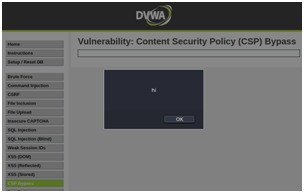 DVWA
Vulnerability: Content Security Policy (CSP) Bypass
Home
Instructions
Setup / Reset DB
Brute Force
Command Injection
CSRF
File Inclusion
File Upload
Insecure CAPTCHA
SQL Injection
SQL Injection (Blind)
Weak Session IDs
XSS (DOM)
XSS (Reflected)
XSS (Stored)
CSP Bypass
hi
OK